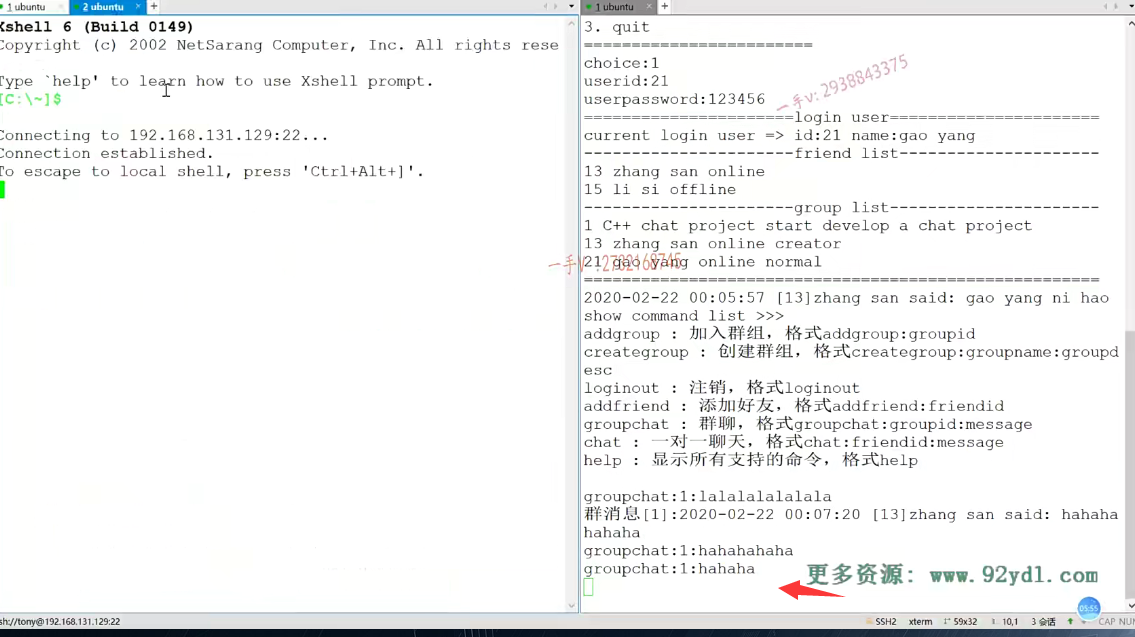 1 ubuntu
2 ubuntu
Xshell 6 (Build 0149)
Copyright (c) 2002 NetSarang Computer, Inc. All rights rese
Type `help' to learn how to use Xshell prompt.
[C:\~]$
Connecting to 192.168.131.129:22...
Connection established.
To escape to local shell, press 'Ctrl+Alt+]'.
1 ubuntu
3. quit
=========================
choice:1
userid:21
userpassword:123456
一手v: 2938843375
======================login user======================
current login user => id:21 name:gao yang
----------------------friend list---------------------
13 zhang san online
15 li si offline
----------------------group list----------------------
1 C++ chat project start develop a chat project
13 zhang san online creator
21 gao yang online normal
一手V :2702168745
======================================================
2020-02-22 00:05:57 [13]zhang san said: gao yang ni hao
show command list >>>
addgroup : 加入群组，格式addgroup:groupid
creategroup : 创建群组，格式creategroup:groupname:groupd
esc
loginout : 注销，格式loginout
addfriend : 添加好友，格式addfriend:friendid
groupchat : 群聊，格式groupchat:groupid:message
chat : 一对一聊天，格式chat:friendid:message
help : 显示所有支持的命令，格式help
groupchat:1:lalalalalalala
群消息[1]:2020-02-22 00:07:20 [13]zhang san said: hahaha
hahaha
groupchat:1:hahahahaha
groupchat:1:hahaha
更多资源: www.92ydl.com
05:55
sh://tony@192.168.131.129:22
SSH2
xterm
59x32
10,1
3 会话
CAP NUM